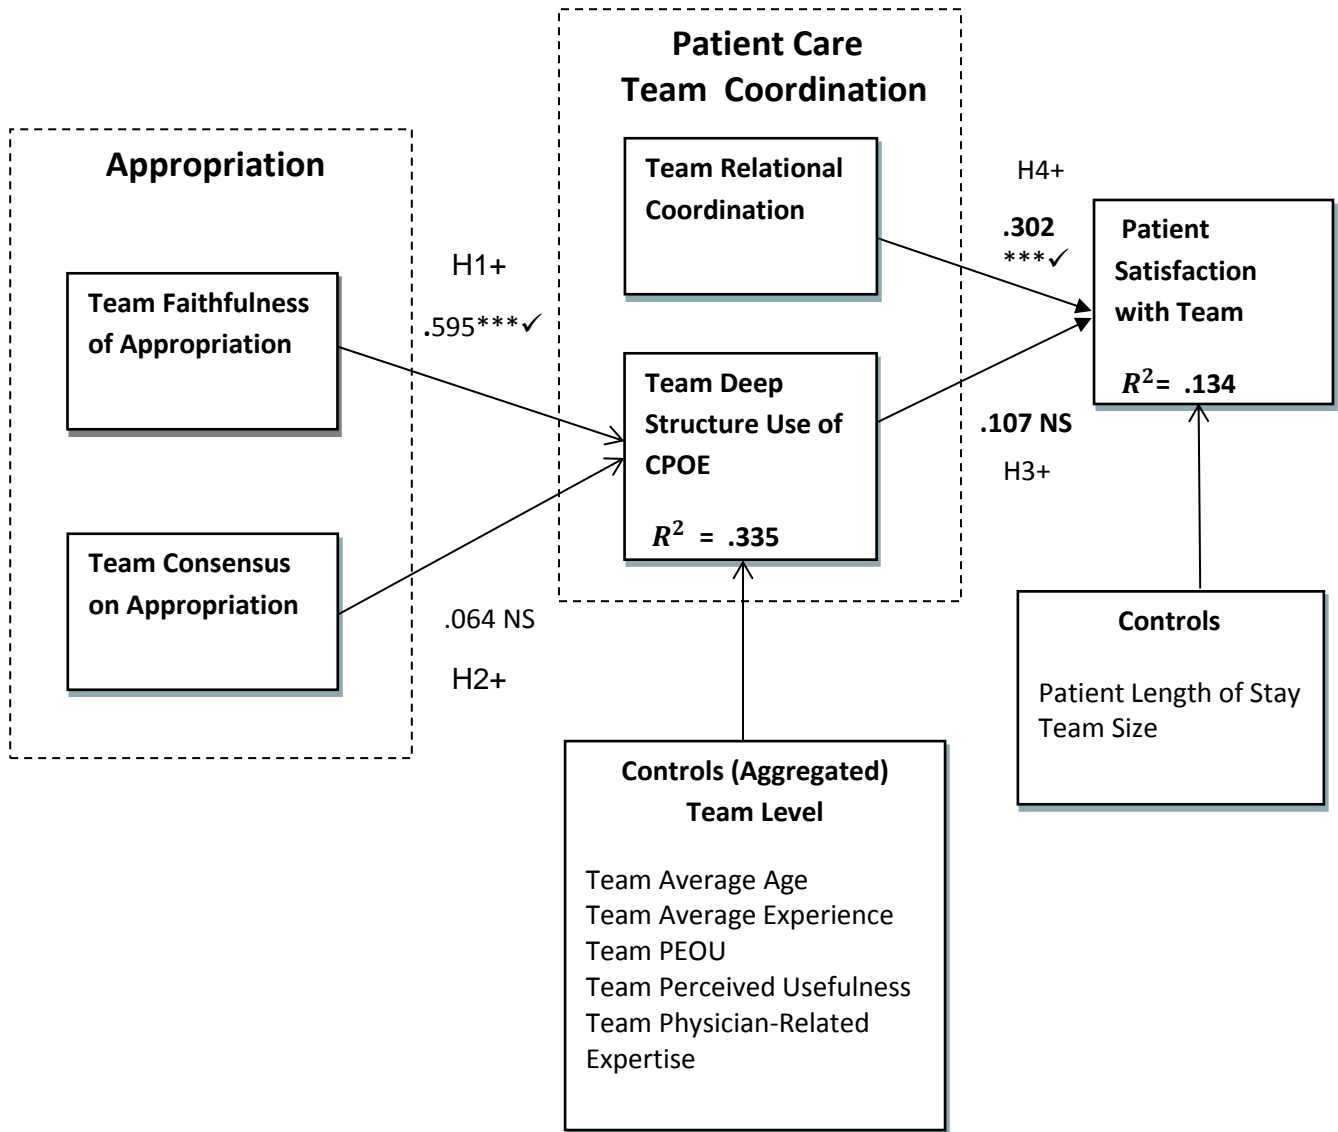 Patient Care
Team Coordination
Appropriation
Team Relational
Coordination
H4+
.302
***✓
Patient
Satisfaction
with Team
R²= .134
H1+
.595***✓
Team Faithfulness
of Appropriation
Team Deep
Structure Use of
CPOE
R² = .335
.107 NS
H3+
Team Consensus
on Appropriation
.064 NS
H2+
Controls
Patient Length of Stay
Team Size
Controls (Aggregated)
Team Level
Team Average Age
Team Average Experience
Team PEOU
Team Perceived Usefulness
Team Physician-Related
Expertise